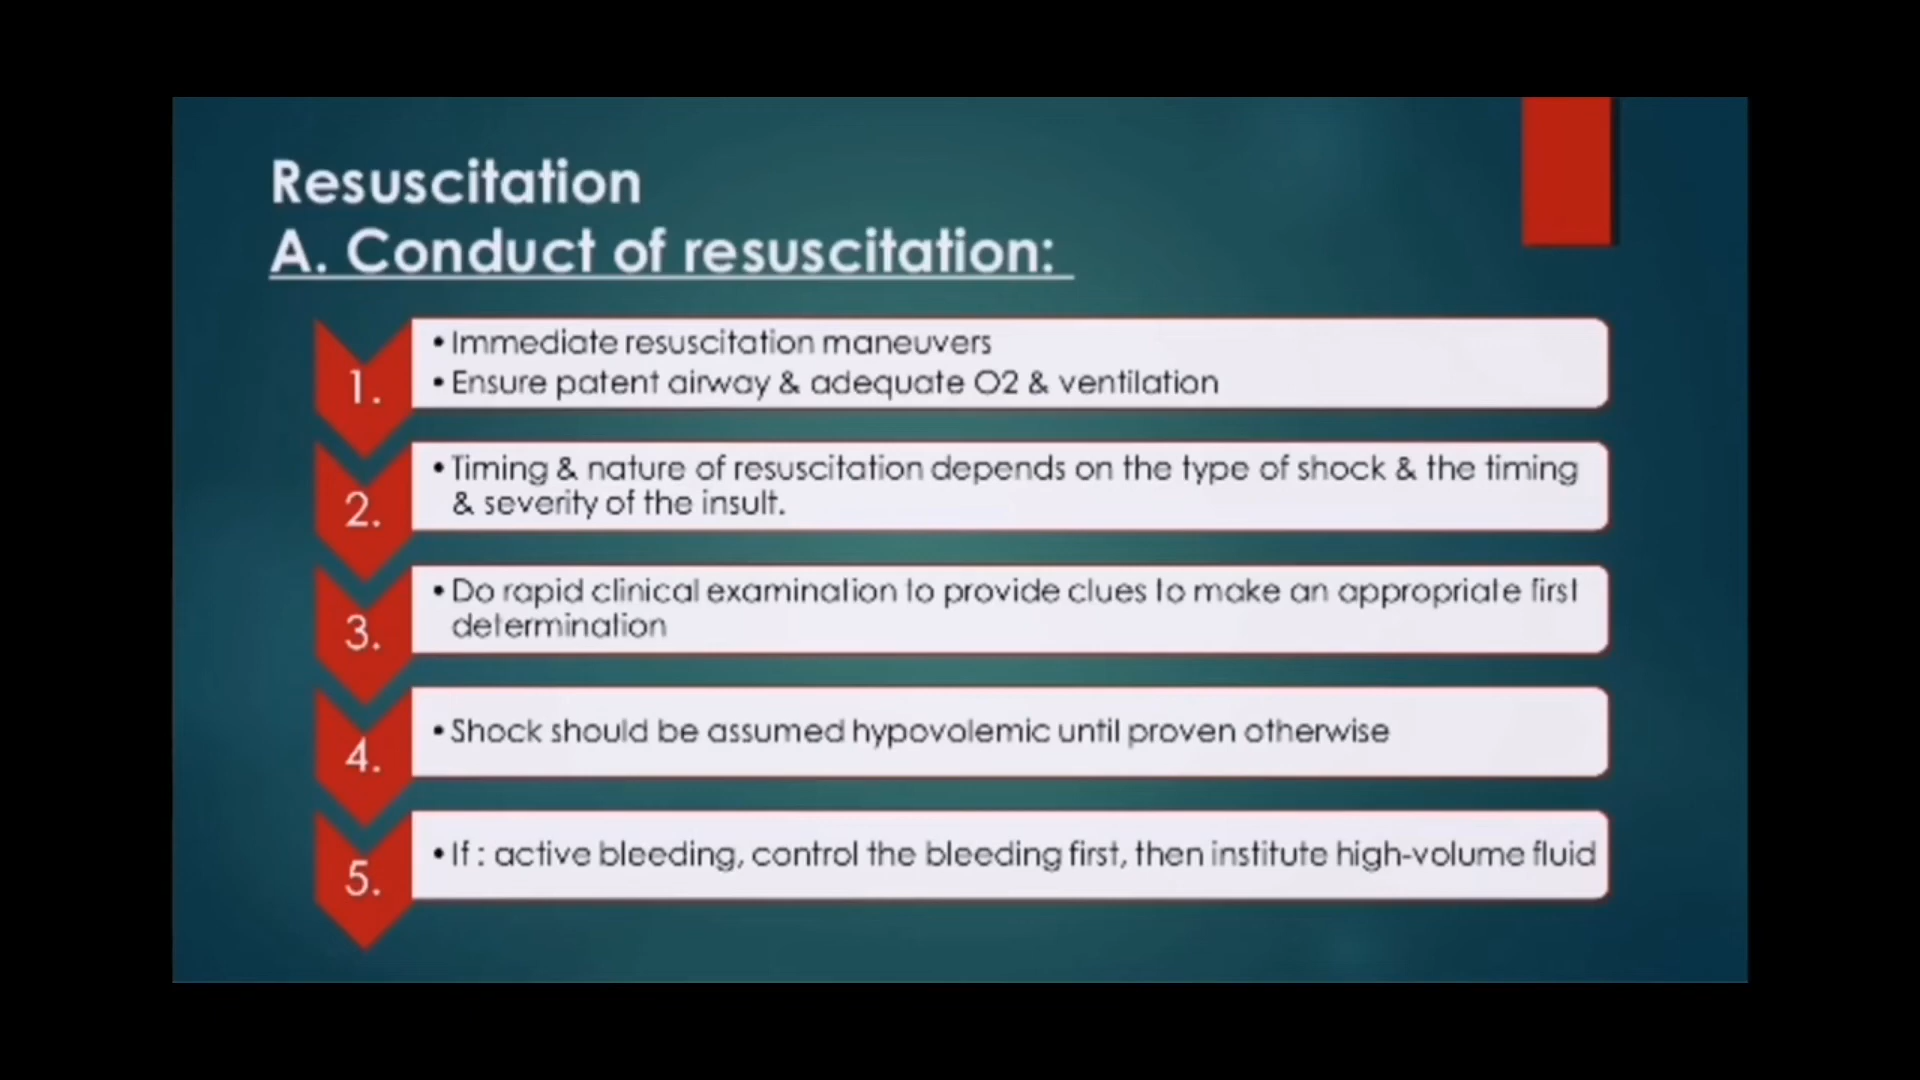 Resuscitation
A. Conduct of resuscitation:
1.
• Immediate resuscitation maneuvers
• Ensure patent airway & adequate O2 & ventilation
2.
• Timing & nature of resuscitation depends on the type of shock & the timing
& severity of the insult.
3.
• Do rapid clinical examination to provide clues to make an appropriate first
determination
4.
• Shock should be assumed hypovolemic until proven otherwise
5.
• If : active bleeding, control the bleeding first, then institute high-volume fluid